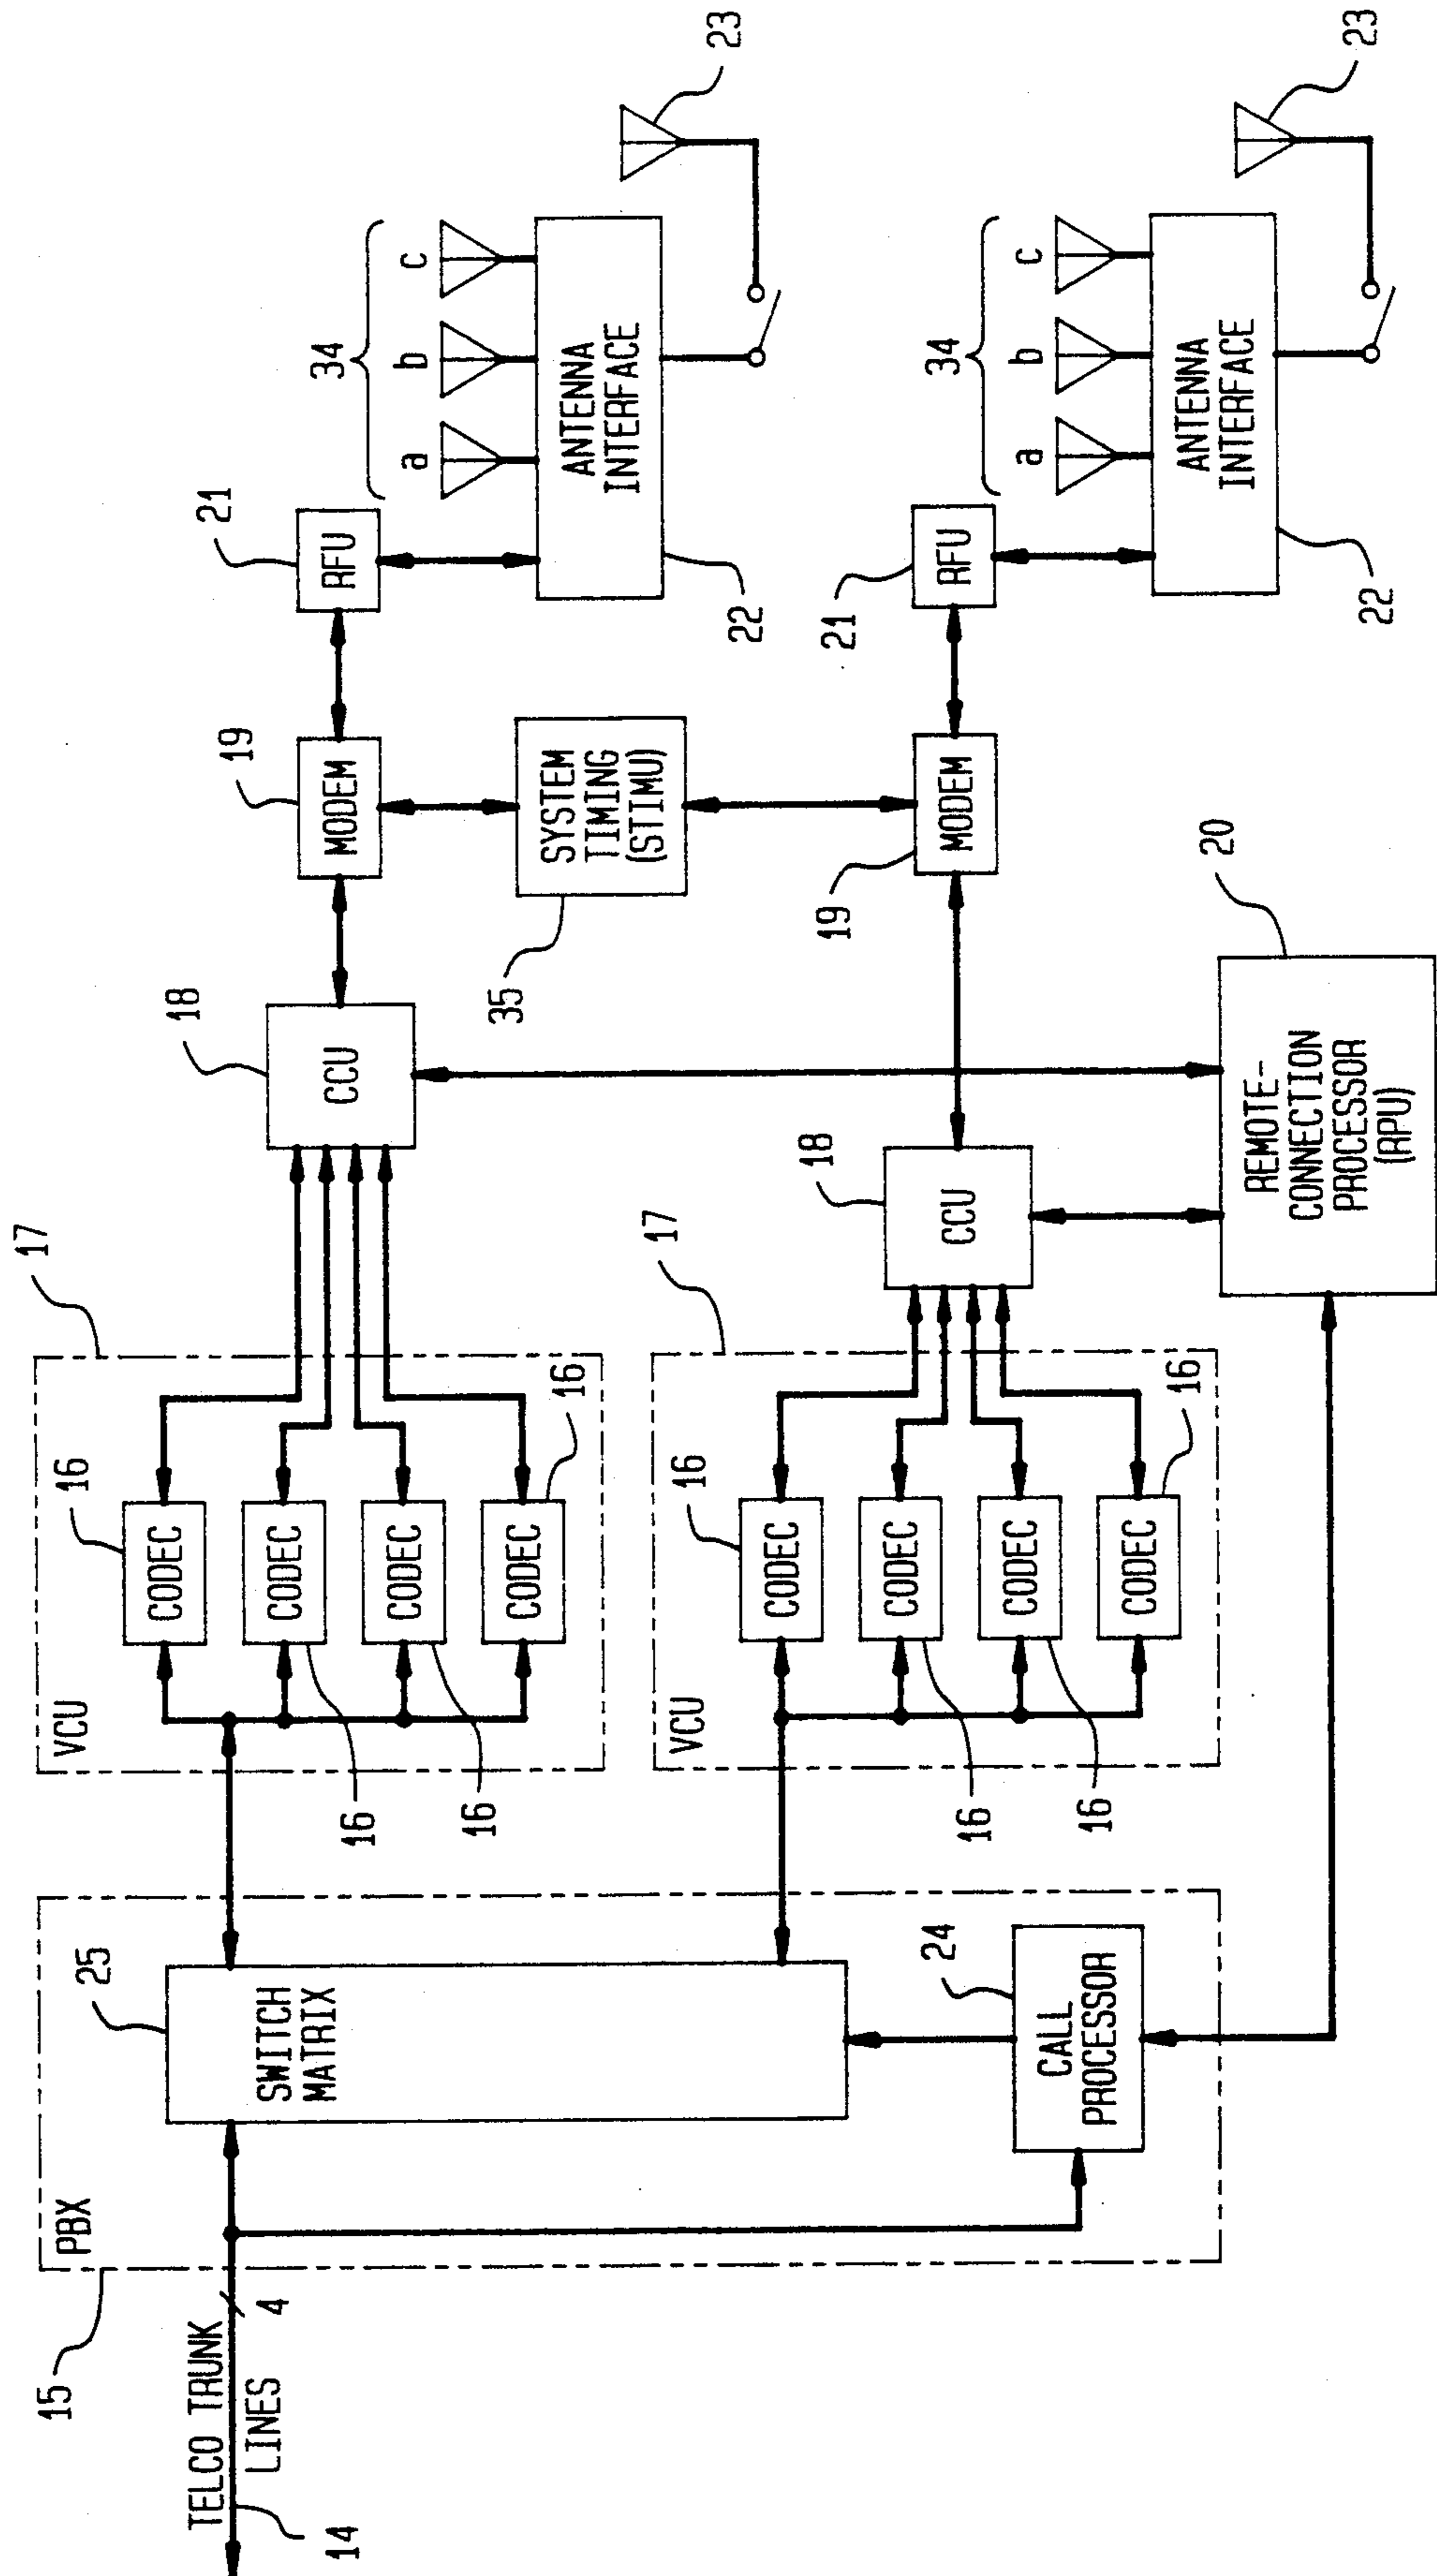 TELCO TRUNK
LINES
14
4
15
PBX
25
SWITCH
MATRIX
24
CALL
PROCESSOR
17
VCU
16
CODEC
CODEC
CODEC
CODEC
16
16
16
17
VCU
16
CODEC
CODEC
CODEC
CODEC
16
16
16
18
CCU
18
CCU
20
REMOTE-
CONNECTION
PROCESSOR
(RPU)
19
MODEM
35
SYSTEM
TIMING
(STIMU)
19
MODEM
21
RFU
34
a
b
c
ANTENNA
INTERFACE
22
23
21
RFU
34
a
b
c
ANTENNA
INTERFACE
22
23